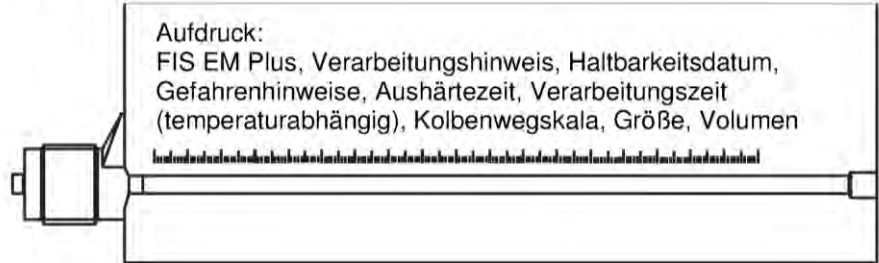 Aufdruck:
FIS EM Plus, Verarbeitungshinweis, Haltbarkeitsdatum,
Gefahrenhinweise, Aushärtezeit, Verarbeitungszeit
(temperaturabhängig), Kolbenwegskala, Größe, Volumen